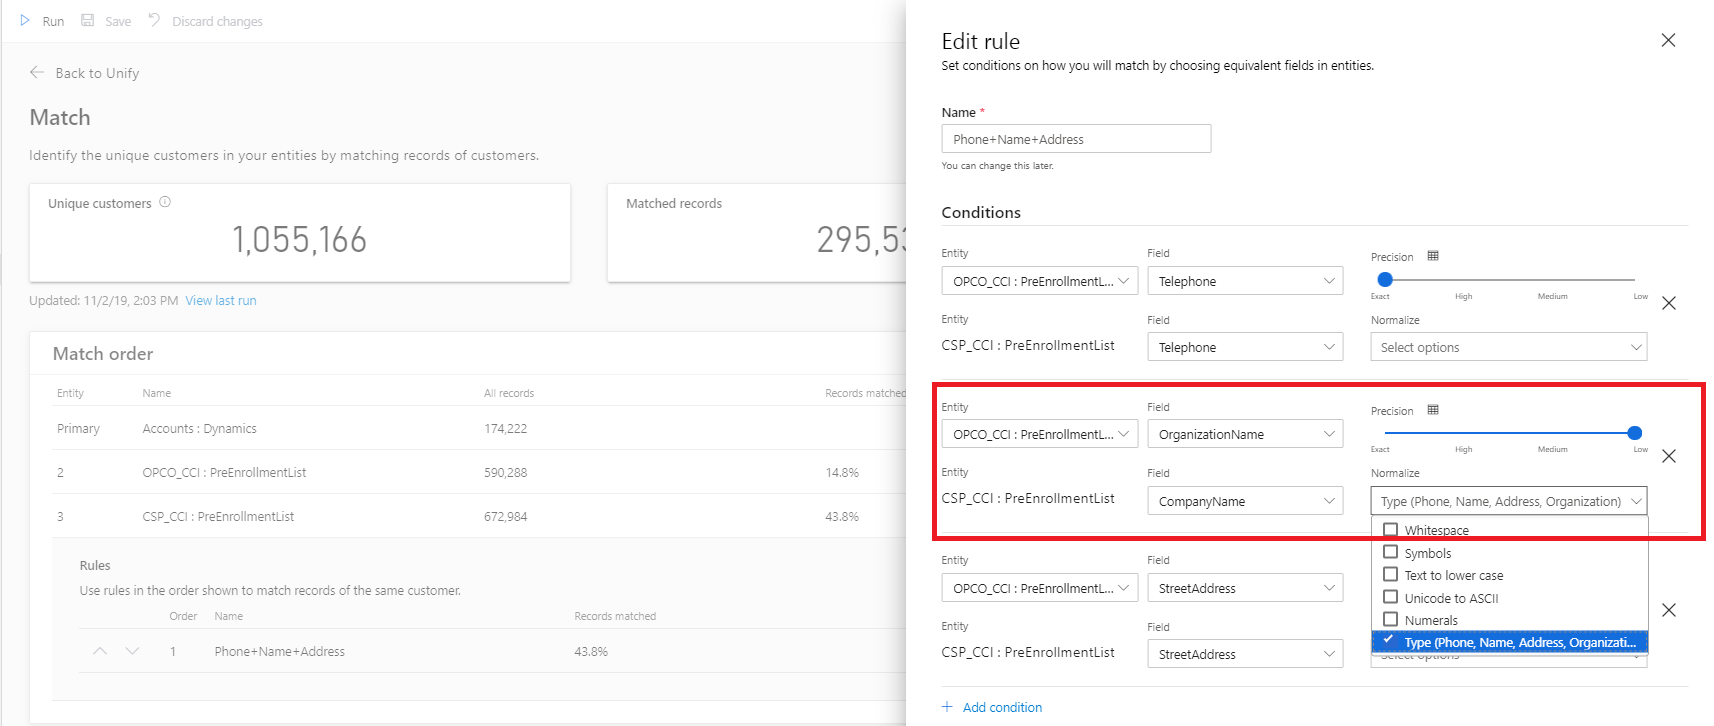 Run Save Discard changes
Back to Unify
Match
Identify the unique customers in your entities by matching records of customers.
Unique customers
1,055,166
Matched records
295,53
Updated: 11/2/19, 2:03 PM View last run
Match order
Entity Name All records Records matched
Primary Accounts : Dynamics 174,222
2 OPCO_CCI : PreEnrollmentList 590,288 14.8%
3 CSP_CCI : PreEnrollmentList 672,984 43.8%
Rules
Use rules in the order shown to match records of the same customer.
Order Name Records matched
1 Phone+Name+Address 43.8%
Edit rule
Set conditions on how you will match by choosing equivalent fields in entities.
Name *
Phone+Name+Address
You can change this later.
Conditions
Entity Field Precision
OPCO_CCI : PreEnrollmentL... Telephone
Exact High Medium Low
Entity Field Normalize
CSP_CCI : PreEnrollmentList Telephone Select options
Entity Field Precision
OPCO_CCI : PreEnrollmentL... OrganizationName
Exact High Medium Low
Entity Field Normalize
CSP_CCI : PreEnrollmentList CompanyName Type (Phone, Name, Address, Organization)
Whitespace
Symbols
Text to lower case
Unicode to ASCII
Numerals
Type (Phone, Name, Address, Organizati...
Entity Field
OPCO_CCI : PreEnrollmentL... StreetAddress
Entity Field
CSP_CCI : PreEnrollmentList StreetAddress Select options
Add condition